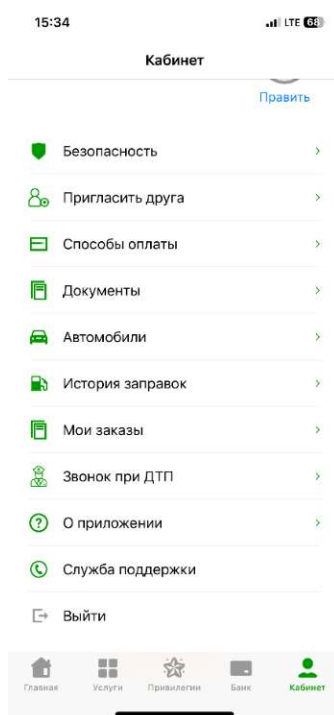 15:34
LTE 63
Кабинет
Править
Безопасность
Пригласить друга
Способы оплаты
Документы
Автомобили
История заправок
Мои заказы
Звонок при ДТП
О приложении
Служба поддержки
Выйти
Главная Услуги Привилегии Банк Кабинет